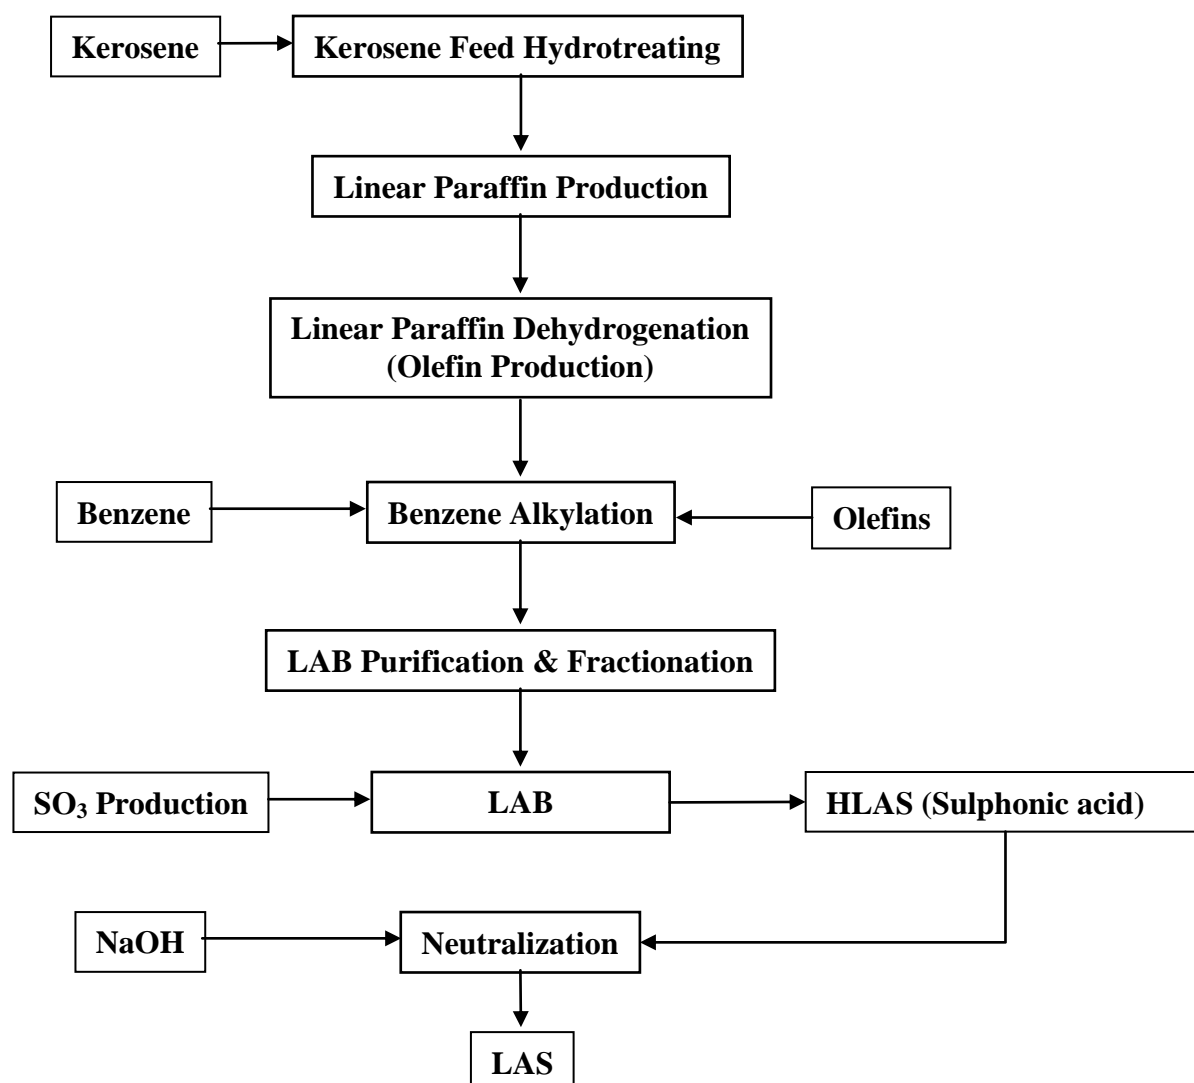 Kerosene
Kerosene Feed Hydrotreating
Linear Paraffin Production
Linear Paraffin Dehydrogenation
(Olefin Production)
Benzene
Benzene Alkylation
Olefins
LAB Purification & Fractionation
SO₃ Production
LAB
HLAS (Sulphonic acid)
NaOH
Neutralization
LAS